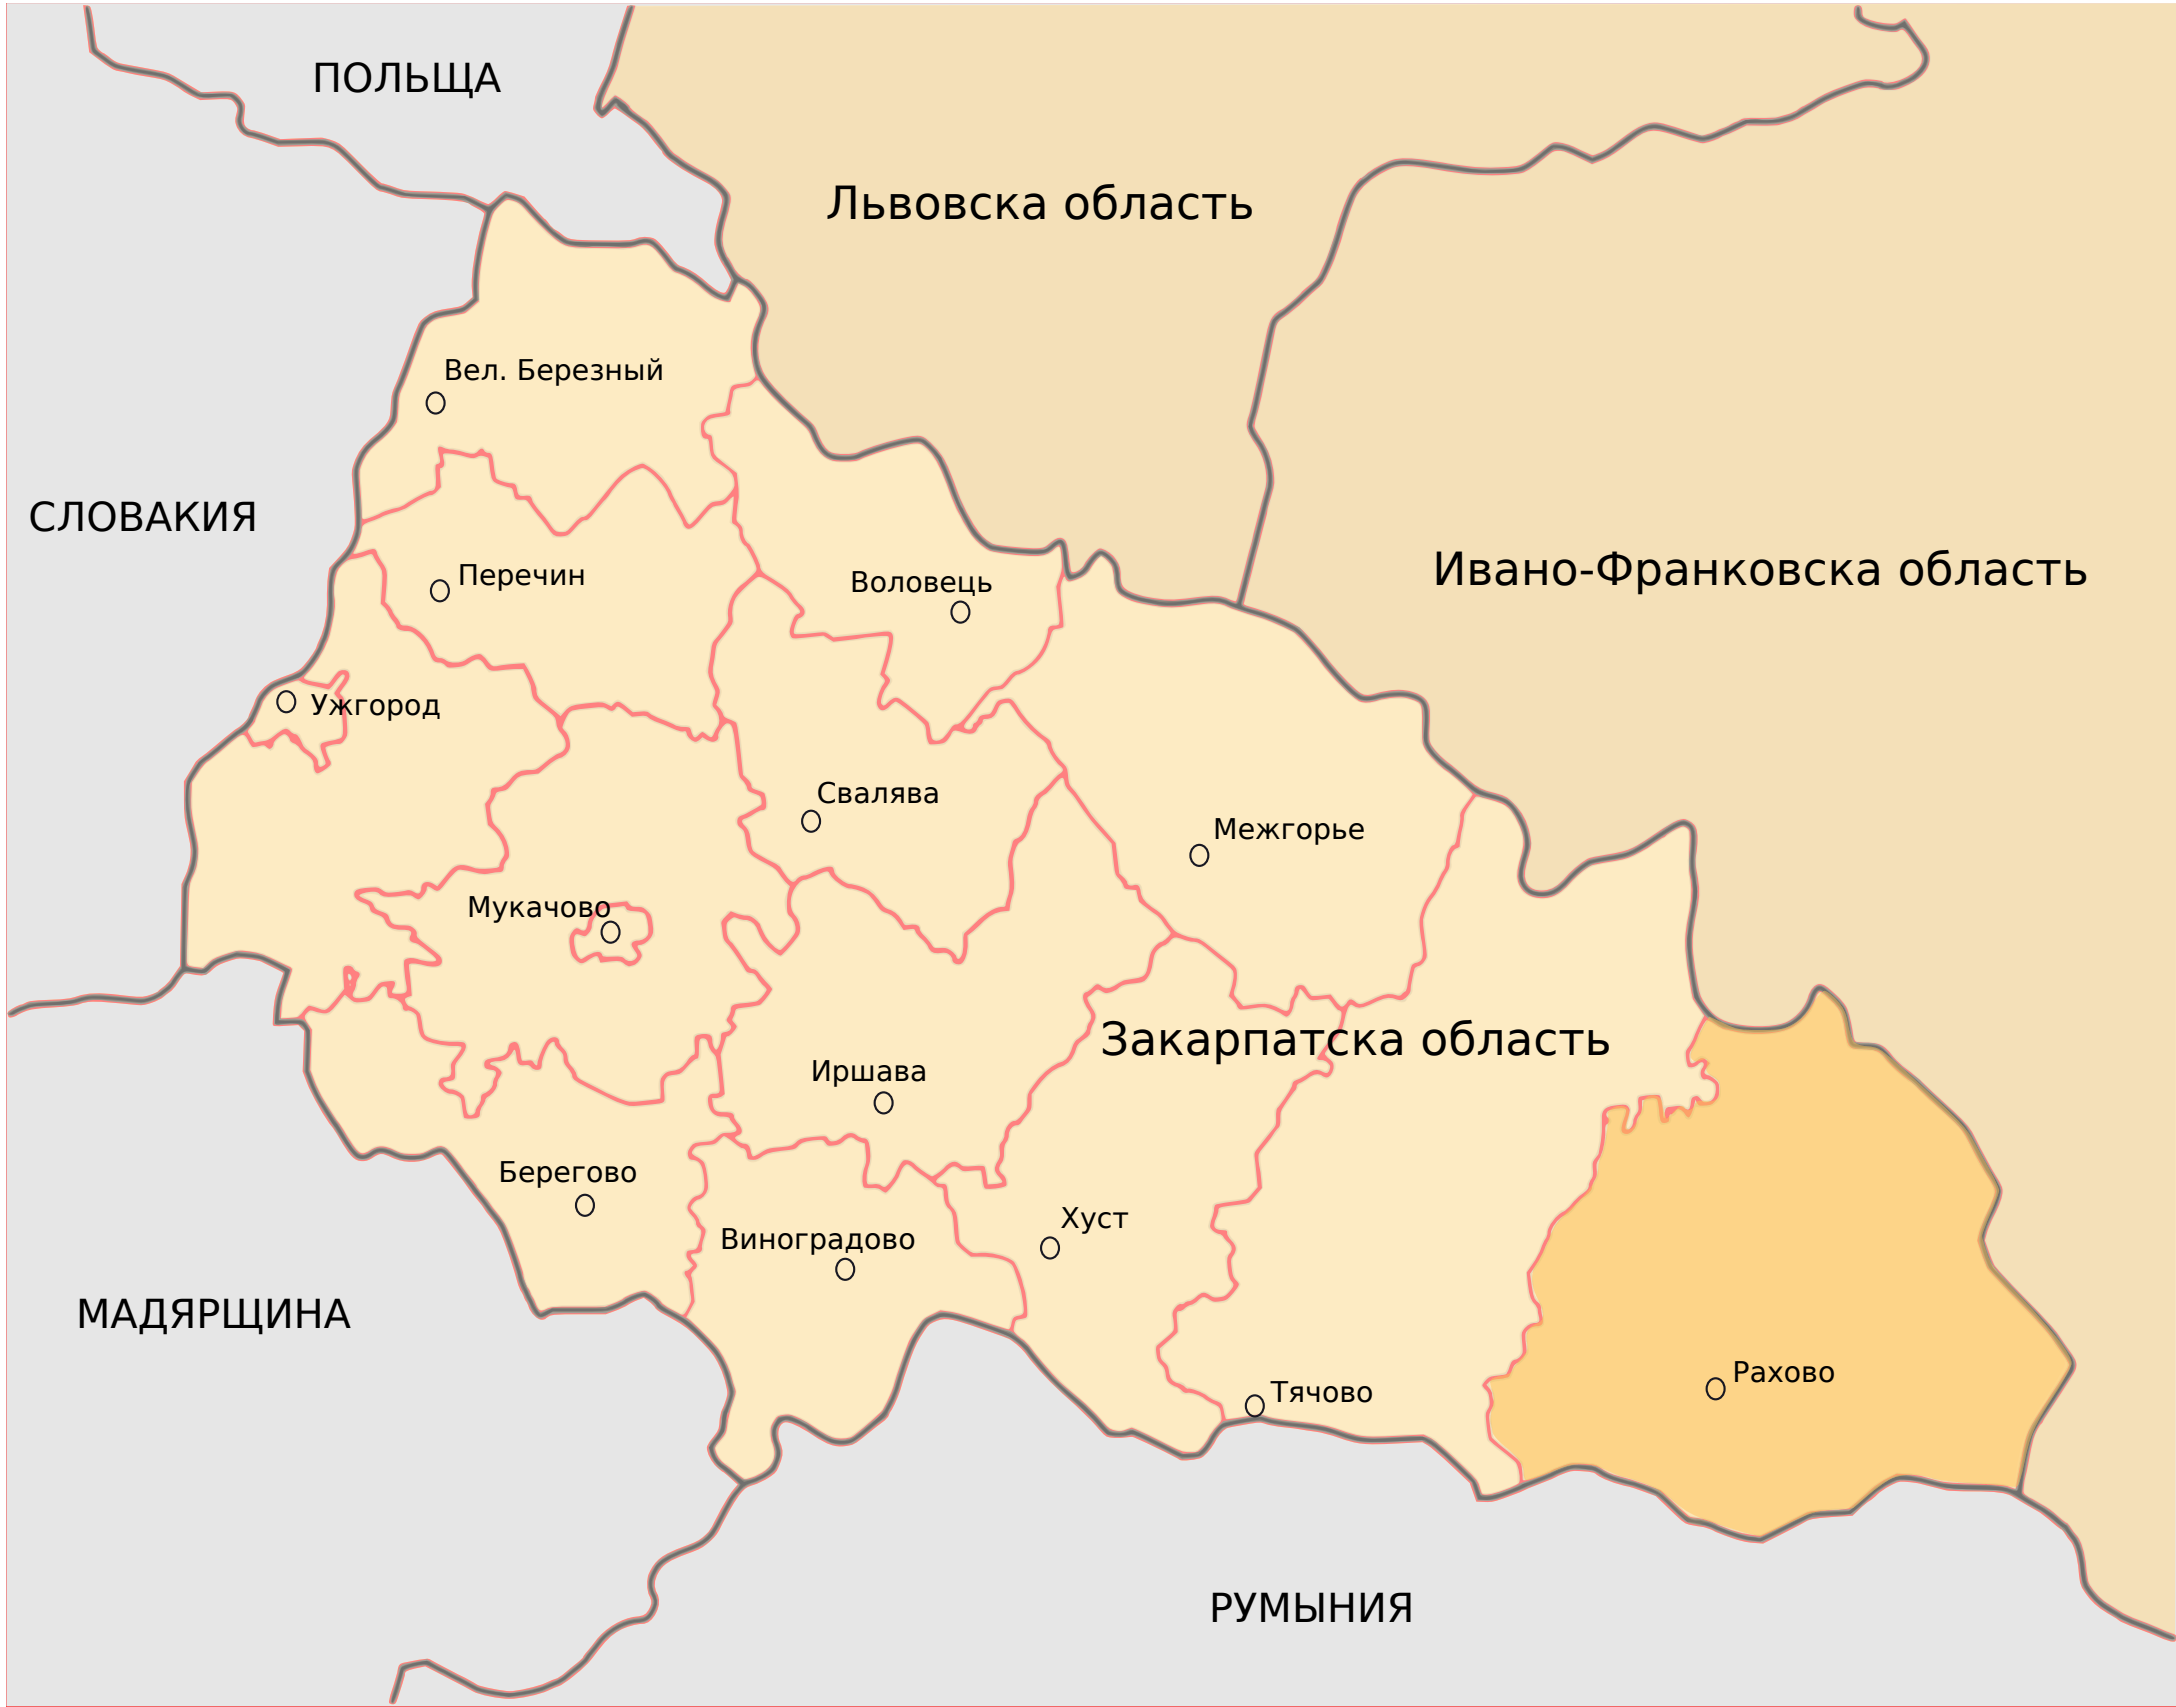 ПОЛЬЩА
Львовска область
Вел. Березный
СЛОВАКИЯ
Ивано-Франковска область
Перечин
Воловець
Ужгород
Свалява
Межгорье
Мукачово
Закарпатска область
Иршава
Берегово
Хуст
Виноградово
МАДЯРЩИНА
Рахово
Тячово
РУМЫНИЯ